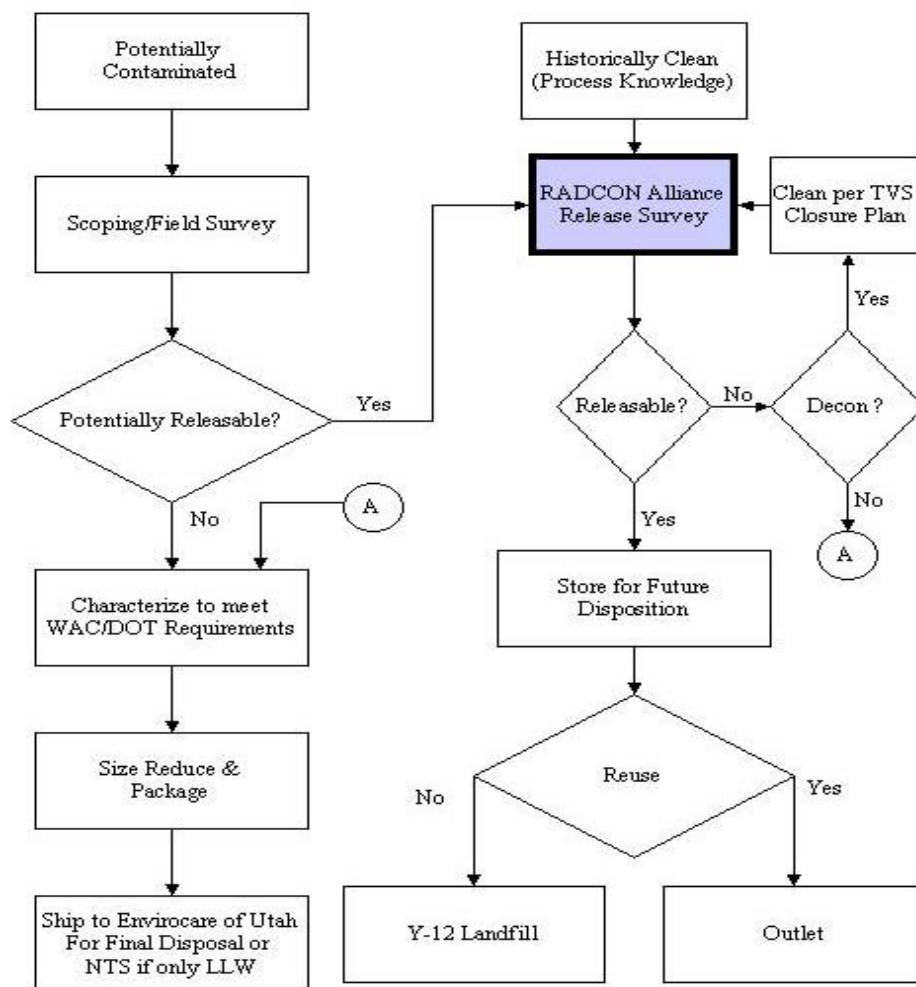 Potentially
Contaminated
Historically Clean
(Process Knowledge)
Scoping/Field Survey
RADCON Alliance
Release Survey
Clean per TVS
Closure Plan
Yes
Potentially Releasable?
Yes
Releasable?
No
Decon ?
No
A
No
A
Yes
Characterize to meet
WAC/DOT Requirements
Store for Future
Disposition
Size Reduce &
Package
Reuse
No
Yes
Ship to Envirocare of Utah
For Final Disposal or
NTS if only LLW
Y-12 Landfill
Outlet